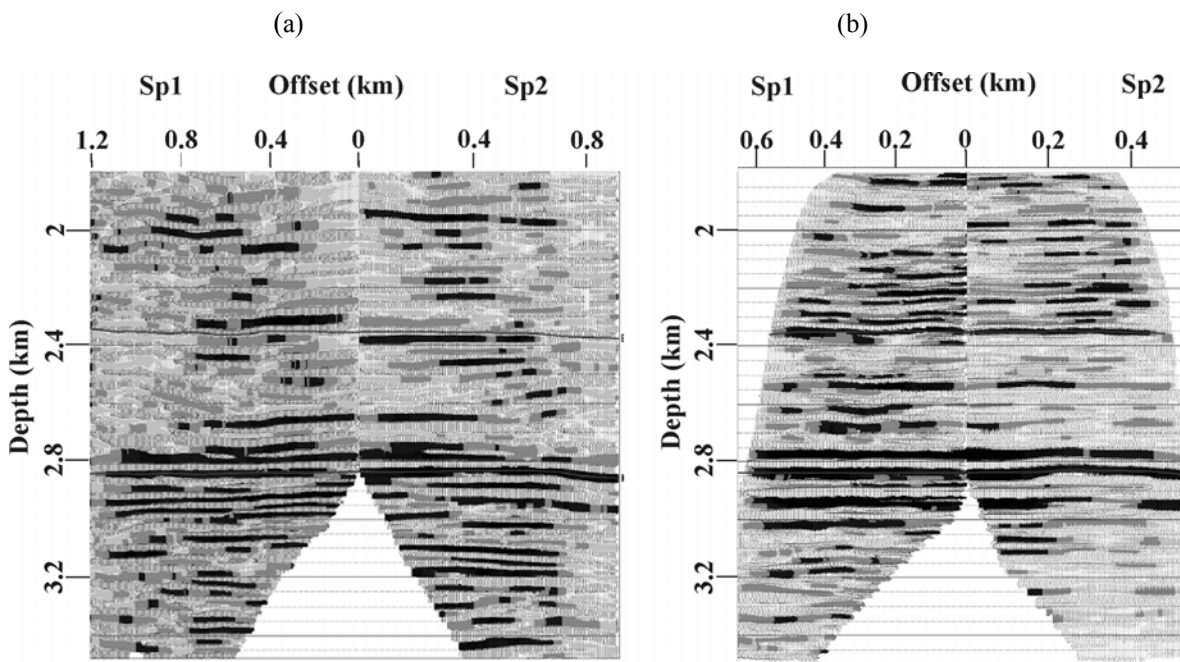 (a)
(b)
Sp1 Offset (km) Sp2
Sp1 Offset (km) Sp2
1.2 0.8 0.4 0 0.4 0.8
0.6 0.4 0.2 0 0.2 0.4
Depth (km)
2
2.4
2.8
3.2
Depth (km)
2
2.4
2.8
3.2